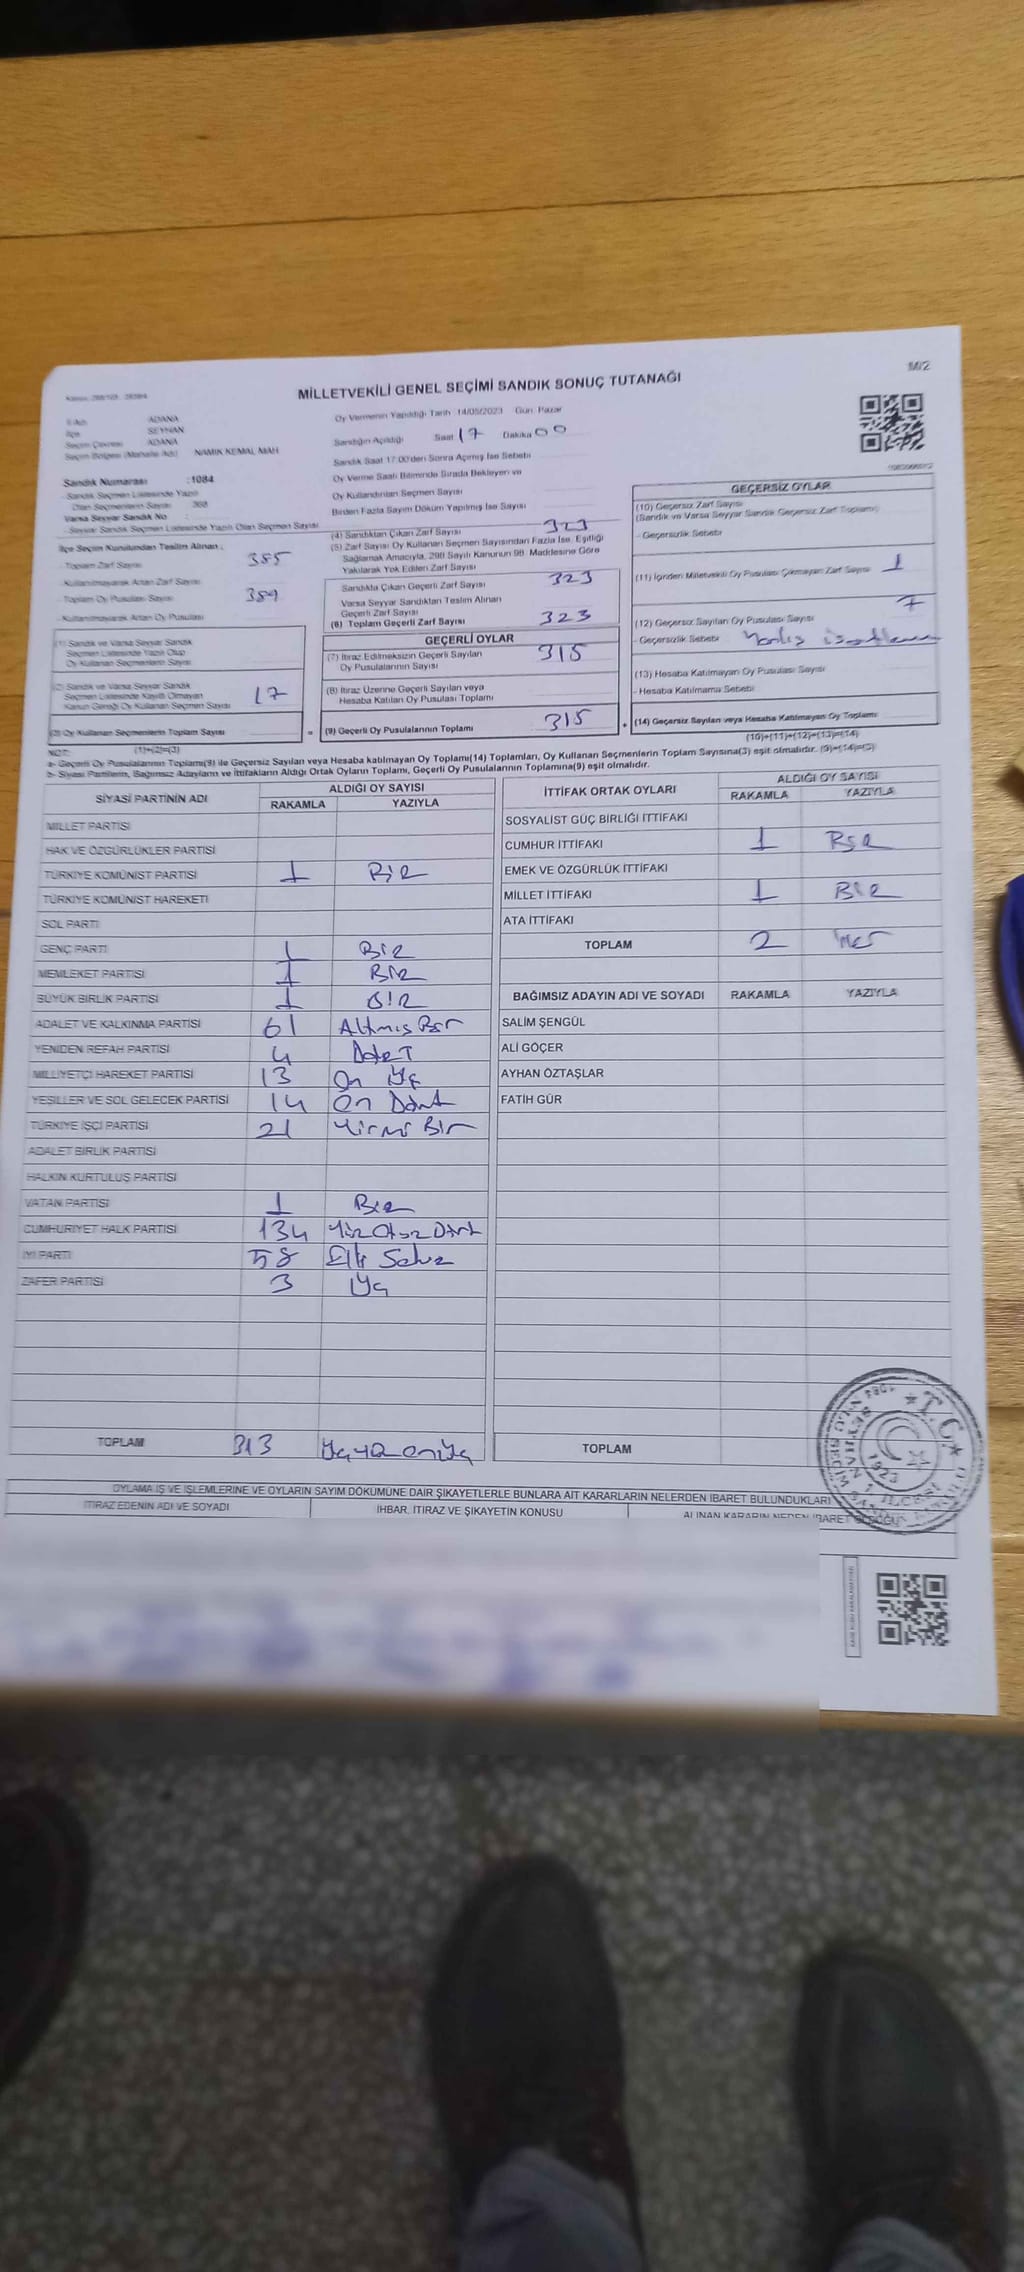 M/2
MİLLETVEKİLİ GENEL SEÇİMİ SANDIK SONUÇ TUTANAĞI
ADANA
İlçe SEYHAN
Seçim Çevresi ADANA
Seçim Bölgesi (Mahalle Adı) NAMIK KEMAL MAH
Sandık Numarası :1084
- Sandık Seçmen Listesinde Yazılı
Olan Seçmenlerin Sayısı 368
Varsa Seyyar Sandık No
- Seyyar Sandık Seçmen Listesinde Yazılı Olan Seçmen Sayısı
İlçe Seçim Kurulundan Teslim Alınan ;
- Toplam Zarf Sayısı 385
- Kullanılmayarak Artan Zarf Sayısı
- Toplam Oy Pusulası Sayısı 389
- Kullanılmayarak Artan Oy Pusulası
(1) Sandık ve Varsa Seyyar Sandık
Seçmen Listesinde Yazılı Olup
Oy Kullanan Seçmenlerin Sayısı
(2) Sandık ve Varsa Seyyar Sandık
Seçmen Listesinde Kayıtlı Olmayan
Kanun Gereği Oy Kullanan Seçmen Sayısı 17
(3) Oy Kullanan Seçmenlerin Toplam Sayısı
(1)+(2)=(3)
Oy Vermenin Yapıldığı Tarih 14/05/2023 Gün Pazar
Sandığın Açıldığı Saat 17 Dakika 00
Sandık Saat 17:00'den Sonra Açılmış İse Sebebi
Oy Verme Saati Bitiminde Sırada Bekleyen ve
Oy Kullandırılan Seçmen Sayısı
Birden Fazla Sayım Döküm Yapılmış İse Sayısı
(4) Sandıktan Çıkan Zarf Sayısı 323
(5) Zarf Sayısı Oy Kullanan Seçmen Sayısından Fazla İse, Eşitliği
Sağlamak Amacıyla, 298 Sayılı Kanunun 98. Maddesine Göre
Yakılarak Yok Edilen Zarf Sayısı
Sandıkta Çıkan Geçerli Zarf Sayısı 323
Varsa Seyyar Sandıktan Teslim Alınan
Geçerli Zarf Sayısı
(6) Toplam Geçerli Zarf Sayısı 323
GEÇERLİ OYLAR
(7) İtiraz Edilmeksizin Geçerli Sayılan
Oy Pusulalarının Sayısı 315
(8) İtiraz Üzerine Geçerli Sayılan veya
Hesaba Katılan Oy Pusulası Toplamı
= (9) Geçerli Oy Pusulalarının Toplamı 315 +
GEÇERSİZ OYLAR
(10) Geçersiz Zarf Sayısı
(Sandık ve Varsa Seyyar Sandık Geçersiz Zarf Toplamı)
- Geçersizlik Sebebi
(11) İçinden Milletvekili Oy Pusulası Çıkmayan Zarf Sayısı 1
(12) Geçersiz Sayılan Oy Pusulası Sayısı 7
- Geçersizlik Sebebi Yanlış
(13) Hesaba Katılmayan Oy Pusulası Sayısı
- Hesaba Katılmama Sebebi
(14) Geçersiz Sayılan veya Hesaba Katılmayan Oy Toplamı
(10)+(11)+(12)+(13)=(14)
NOT:
a- Geçerli Oy Pusulalarının Toplamı(9) ile Geçersiz Sayılan veya Hesaba katılmayan Oy Toplamı(14) Toplamları, Oy Kullanan Seçmenlerin Toplam Sayısına(3) eşit olmalıdır. (9)+(14)=(3)
b- Siyasi Partilerin, Bağımsız Adayların ve İttifakların Aldığı Ortak Oyların Toplamı, Geçerli Oy Pusulalarının Toplamına(9) eşit olmalıdır.
SİYASİ PARTİNİN ADI ALDIĞI OY SAYISI
RAKAMLA YAZIYLA
MİLLET PARTİSİ
HAK VE ÖZGÜRLÜKLER PARTİSİ
TÜRKİYE KOMÜNİST PARTİSİ 1 BİR
TÜRKİYE KOMÜNİST HAREKETİ
SOL PARTİ
GENÇ PARTİ 1 BİR
MEMLEKET PARTİSİ 1 BİR
BÜYÜK BİRLİK PARTİSİ 1 BİR
ADALET VE KALKINMA PARTİSİ 61 Altmış Bir
YENİDEN REFAH PARTİSİ 4 Dört
MİLLİYETÇİ HAREKET PARTİSİ 13 On Üç
YEŞİLLER VE SOL GELECEK PARTİSİ 14 On Dört
TÜRKİYE İŞÇİ PARTİSİ 21 Yirmi Bir
ADALET BİRLİK PARTİSİ
HALKIN KURTULUŞ PARTİSİ
VATAN PARTİSİ 1 Bir
CUMHURİYET HALK PARTİSİ 134 Yüz Otuz Dört
İYİ PARTİ 58 Elli Sekiz
ZAFER PARTİSİ 3 Üç
TOPLAM 313 Üçyüz onüç
İTTİFAK ORTAK OYLARI ALDIĞI OY SAYISI
RAKAMLA YAZIYLA
SOSYALİST GÜÇ BİRLİĞİ İTTİFAKI
CUMHUR İTTİFAKI 1 BİR
EMEK VE ÖZGÜRLÜK İTTİFAKI
MİLLET İTTİFAKI 1 BİR
ATA İTTİFAKI
TOPLAM 2
BAĞIMSIZ ADAYIN ADI VE SOYADI RAKAMLA YAZIYLA
SALİM ŞENGÜL
ALİ GÖÇER
AYHAN ÖZTAŞLAR
FATİH GÜR
TOPLAM
T.C.
1923
OYLAMA İŞ VE İŞLEMLERİNE VE OYLARIN SAYIM DÖKÜMÜNE DAİR ŞİKAYETLERLE BUNLARA AİT KARARLARIN NELERDEN İBARET BULUNDUKLARI
İTİRAZ EDENİN ADI VE SOYADI İHBAR, İTİRAZ VE ŞİKAYETİN KONUSU ALINAN KARARIN NEDEN İBARET OLDUĞU